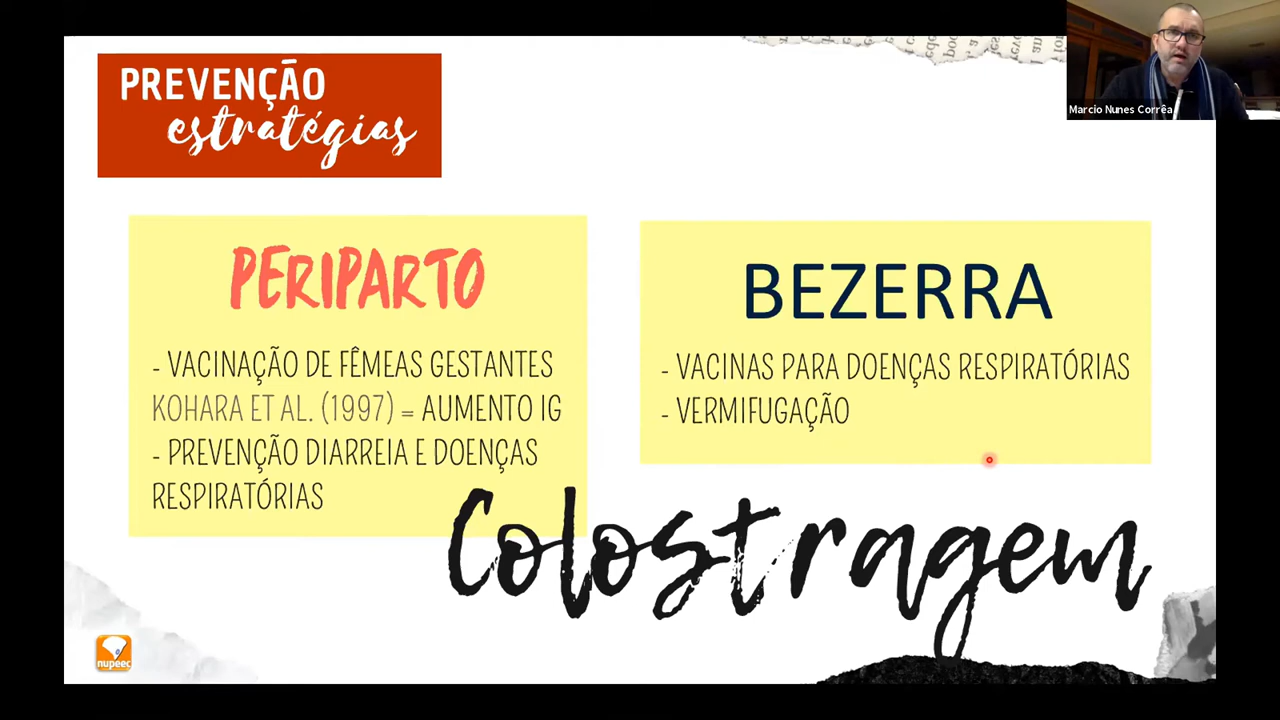 PREVENÇÃO
estratégias
Marcio Nunes Corrêa
PERIPARTO
- VACINAÇÃO DE FÊMEAS GESTANTES
KOHARA ET AL. (1997) = AUMENTO IG
- PREVENÇÃO DIARREIA E DOENÇAS
RESPIRATÓRIAS
BEZERRA
- VACINAS PARA DOENÇAS RESPIRATÓRIAS
- VERMIFUGAÇÃO
Colostragem
nupeec